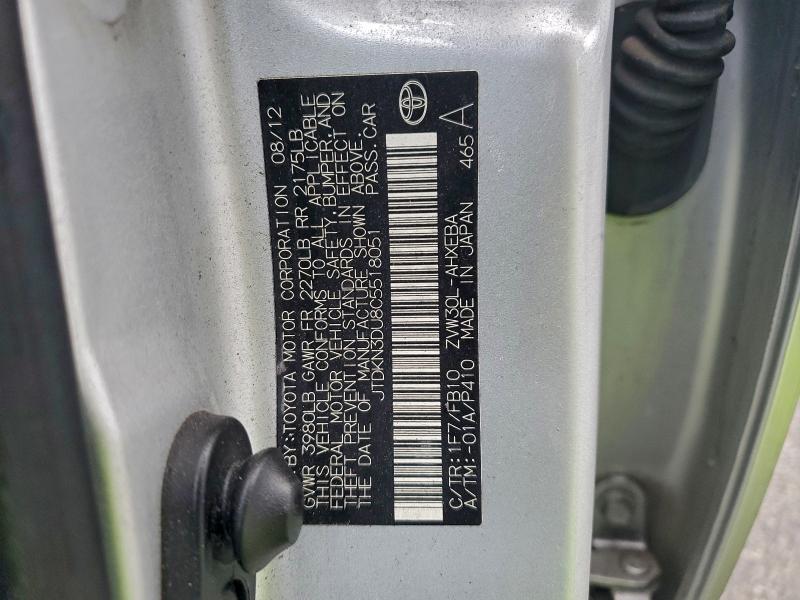 .BY:TOYOTA MOTOR CORPORATION 08/12
GVWR 3980LB GAWR FR 2270LB RR 2175LB
THIS VEHICLE CONFORMS TO ALL APPLICABLE
FEDERAL MOTOR VEHICLE SAFETY, BUMPER, AND
THEFT PREVENTION STANDARDS IN EFFECT ON
THE DATE OF MANUFACTURE SHOWN ABOVE.
JTDKN3DU8C5518051 PASS.CAR
C/TR:1F7/FB10 ZVW30L-AHXEBA
A/TM:-01A/P410 MADE IN JAPAN 465 A